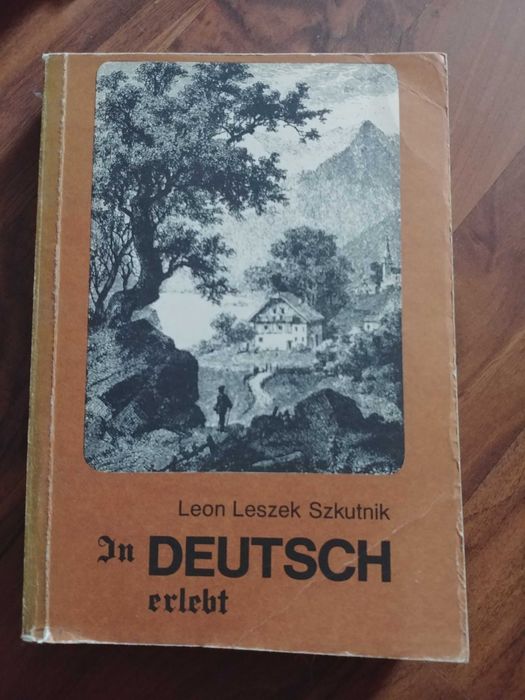 Leon Leszek Szkutnik
In DEUTSCH
erlebt